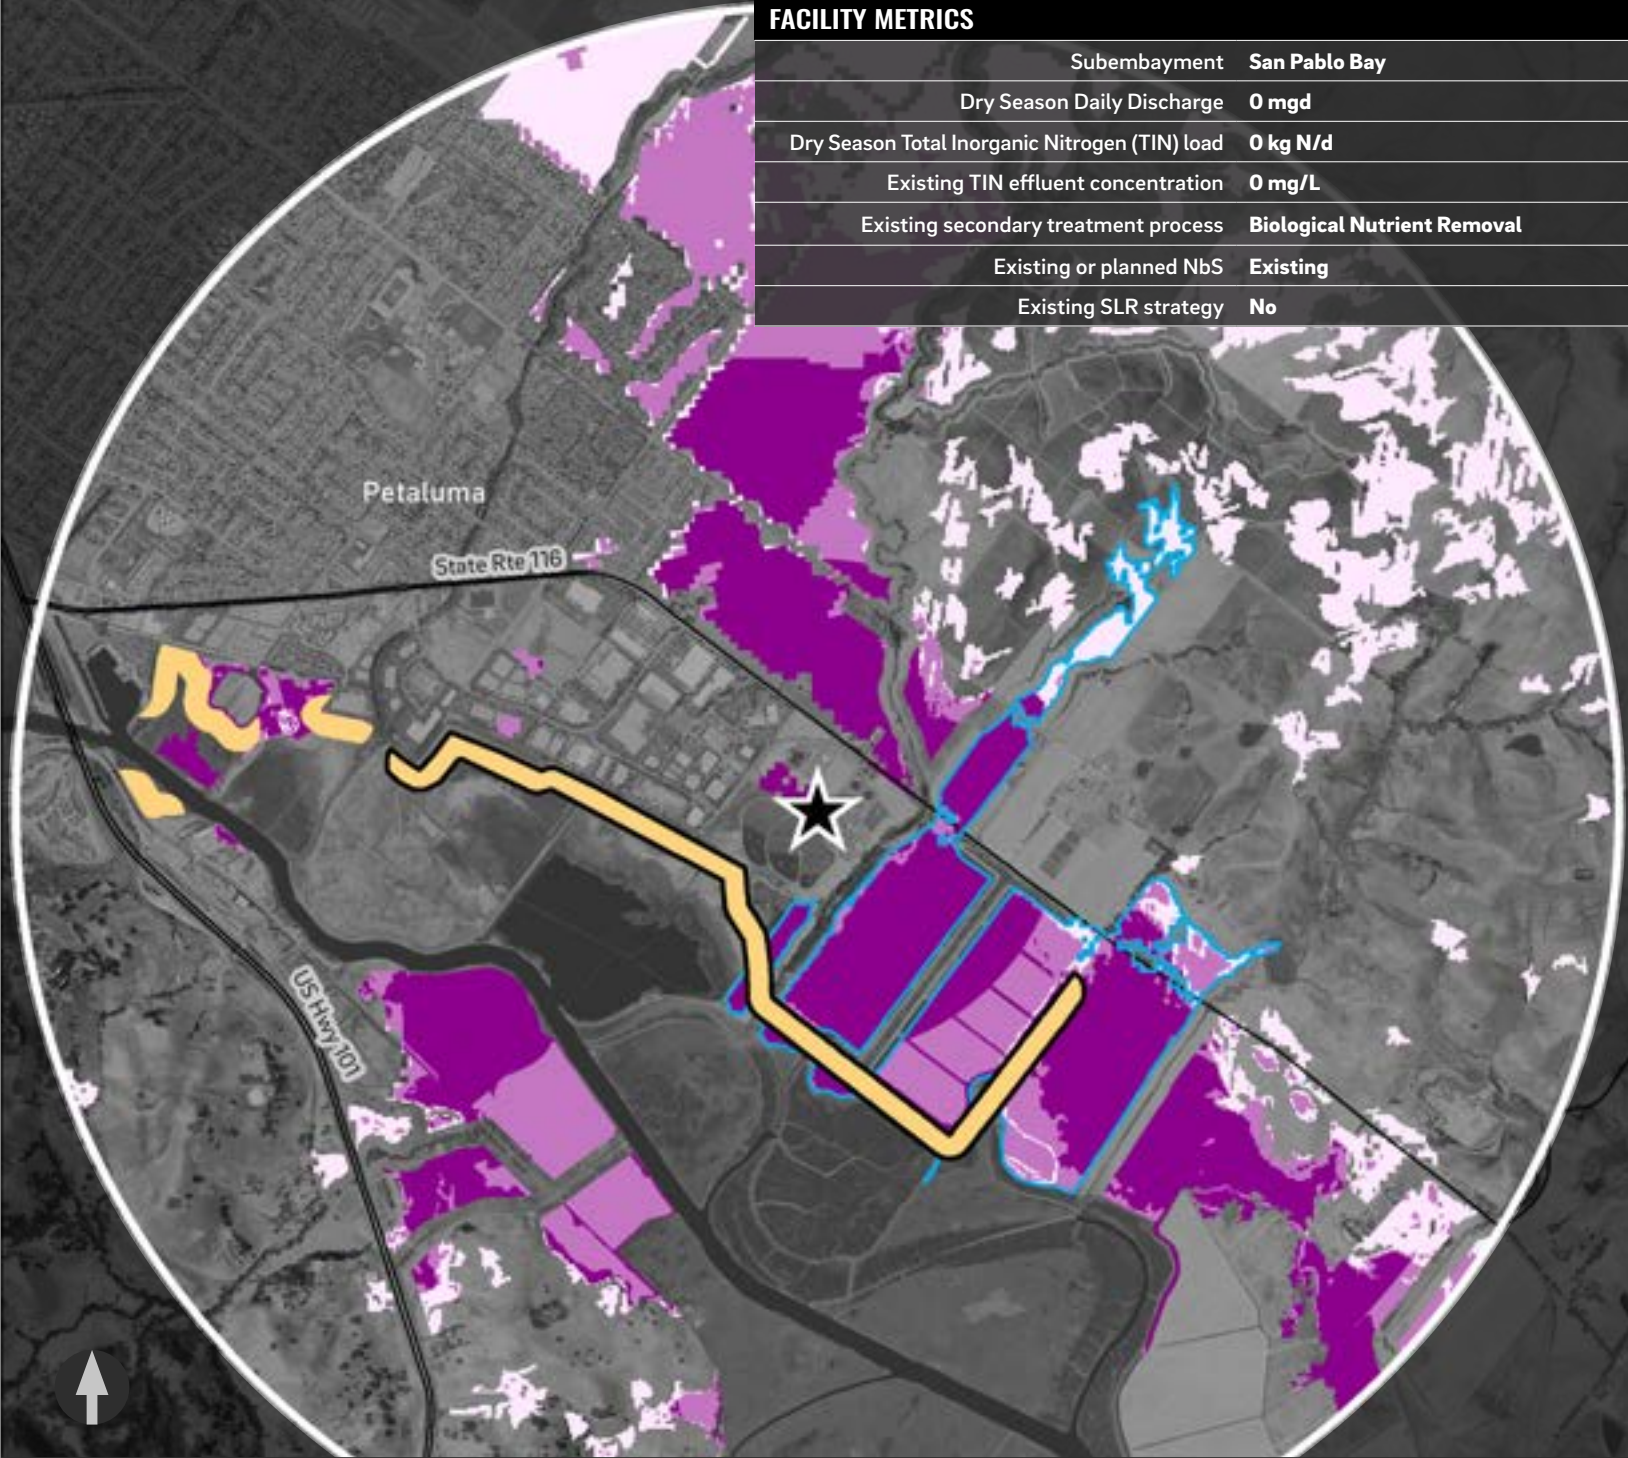 FACILITY METRICS
Subembayment San Pablo Bay
Dry Season Daily Discharge 0 mgd
Dry Season Total Inorganic Nitrogen (TIN) load 0 kg N/d
Existing TIN effluent concentration 0 mg/L
Existing secondary treatment process Biological Nutrient Removal
Existing or planned NbS Existing
Existing SLR strategy No
Petaluma
State Rte 116
US Hwy 101